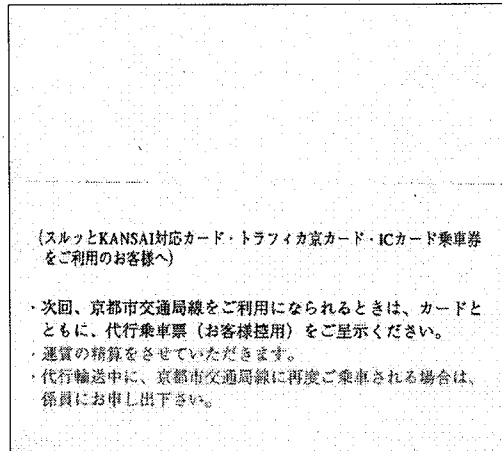 (スルッとKANSAI対応カード・トラフィカ京カード・ICカード乗車券
をご利用のお客様へ)
・次回、京都市交通局線をご利用になられるときは、カードと
ともに、代行乗車票（お客様控用）をご呈示ください。
・運賃の精算をさせていただきます。
・代行輸送中に、京都市交通局線に再度ご乗車される場合は、
係員にお申し出下さい。